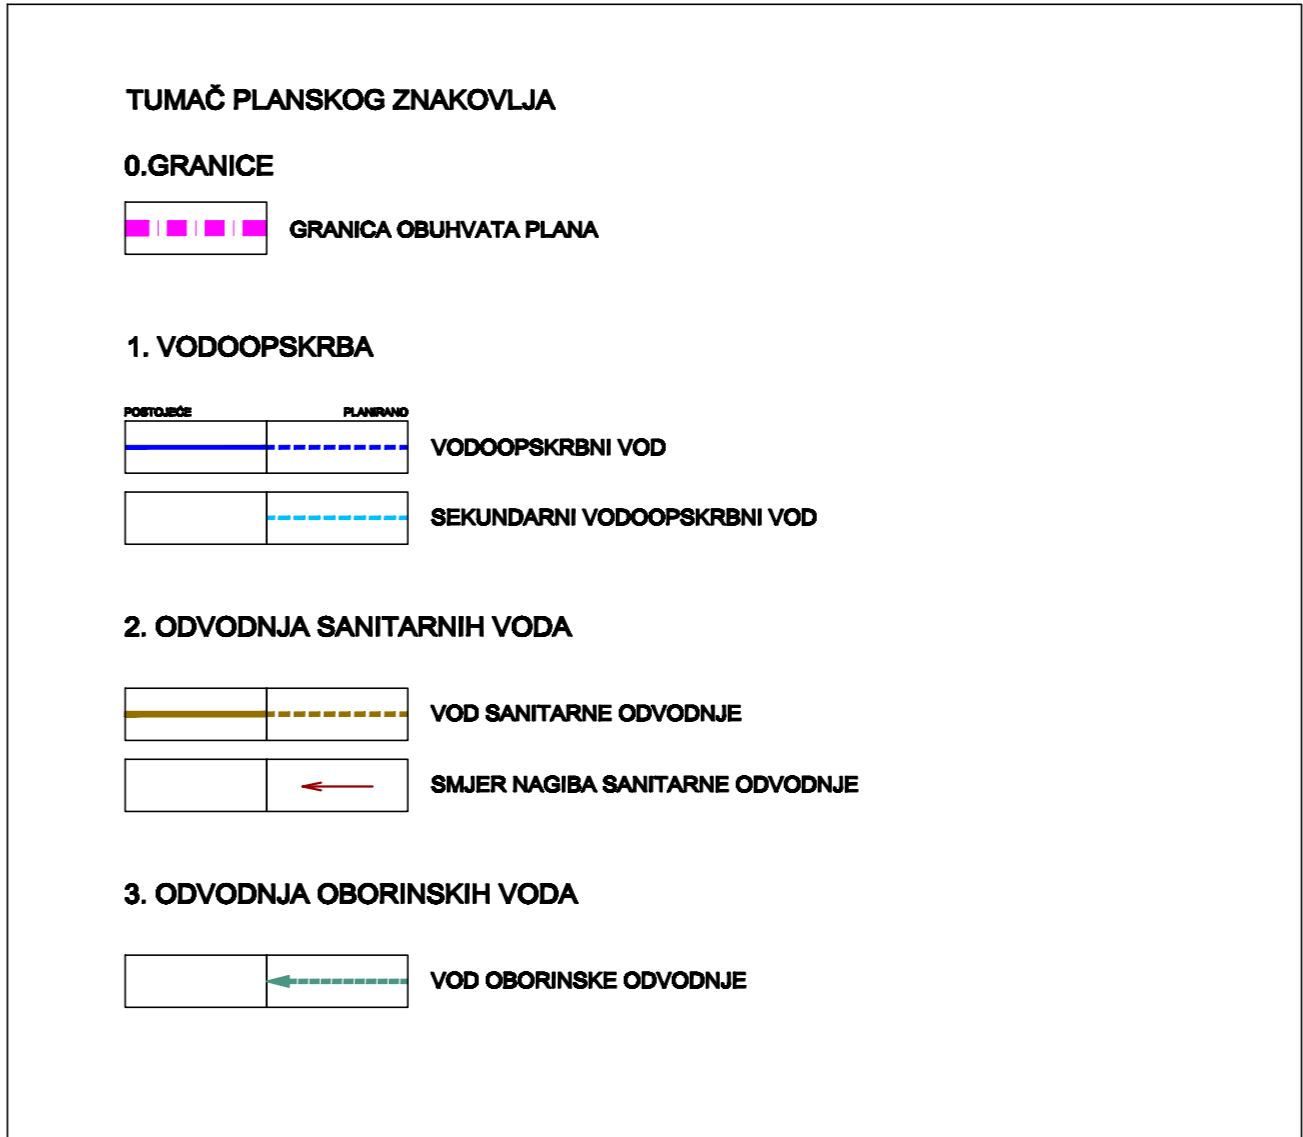 TUMAČ PLANSKOG ZNAKOVLJA
0.GRANICE
GRANICA OBUHVATA PLANA
1. VODOOPSKRBA
POSTOJEĆE PLANIRANO
VODOOPSKRBNI VOD
SEKUNDARNI VODOOPSKRBNI VOD
2. ODVODNJA SANITARNIH VODA
VOD SANITARNE ODVODNJE
SMJER NAGIBA SANITARNE ODVODNJE
3. ODVODNJA OBORINSKIH VODA
VOD OBORINSKE ODVODNJE